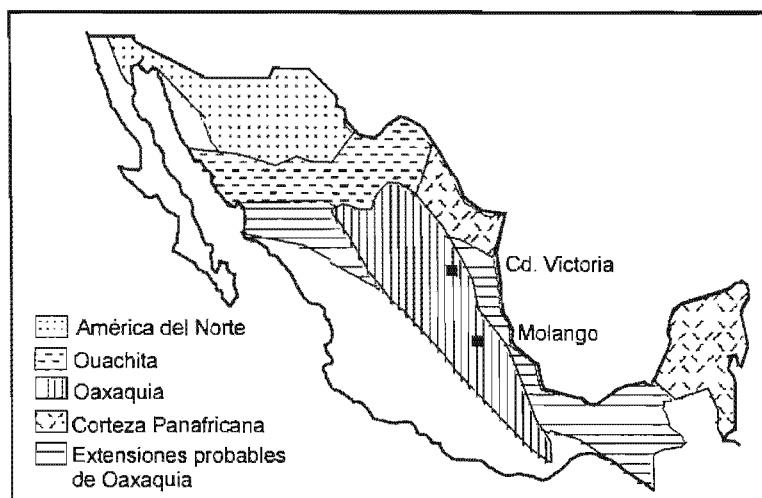 Cd. Victoria
Molango
América del Norte
Ouachita
Oaxaquia
Corteza Panafricana
Extensiones probables
de Oaxaquia